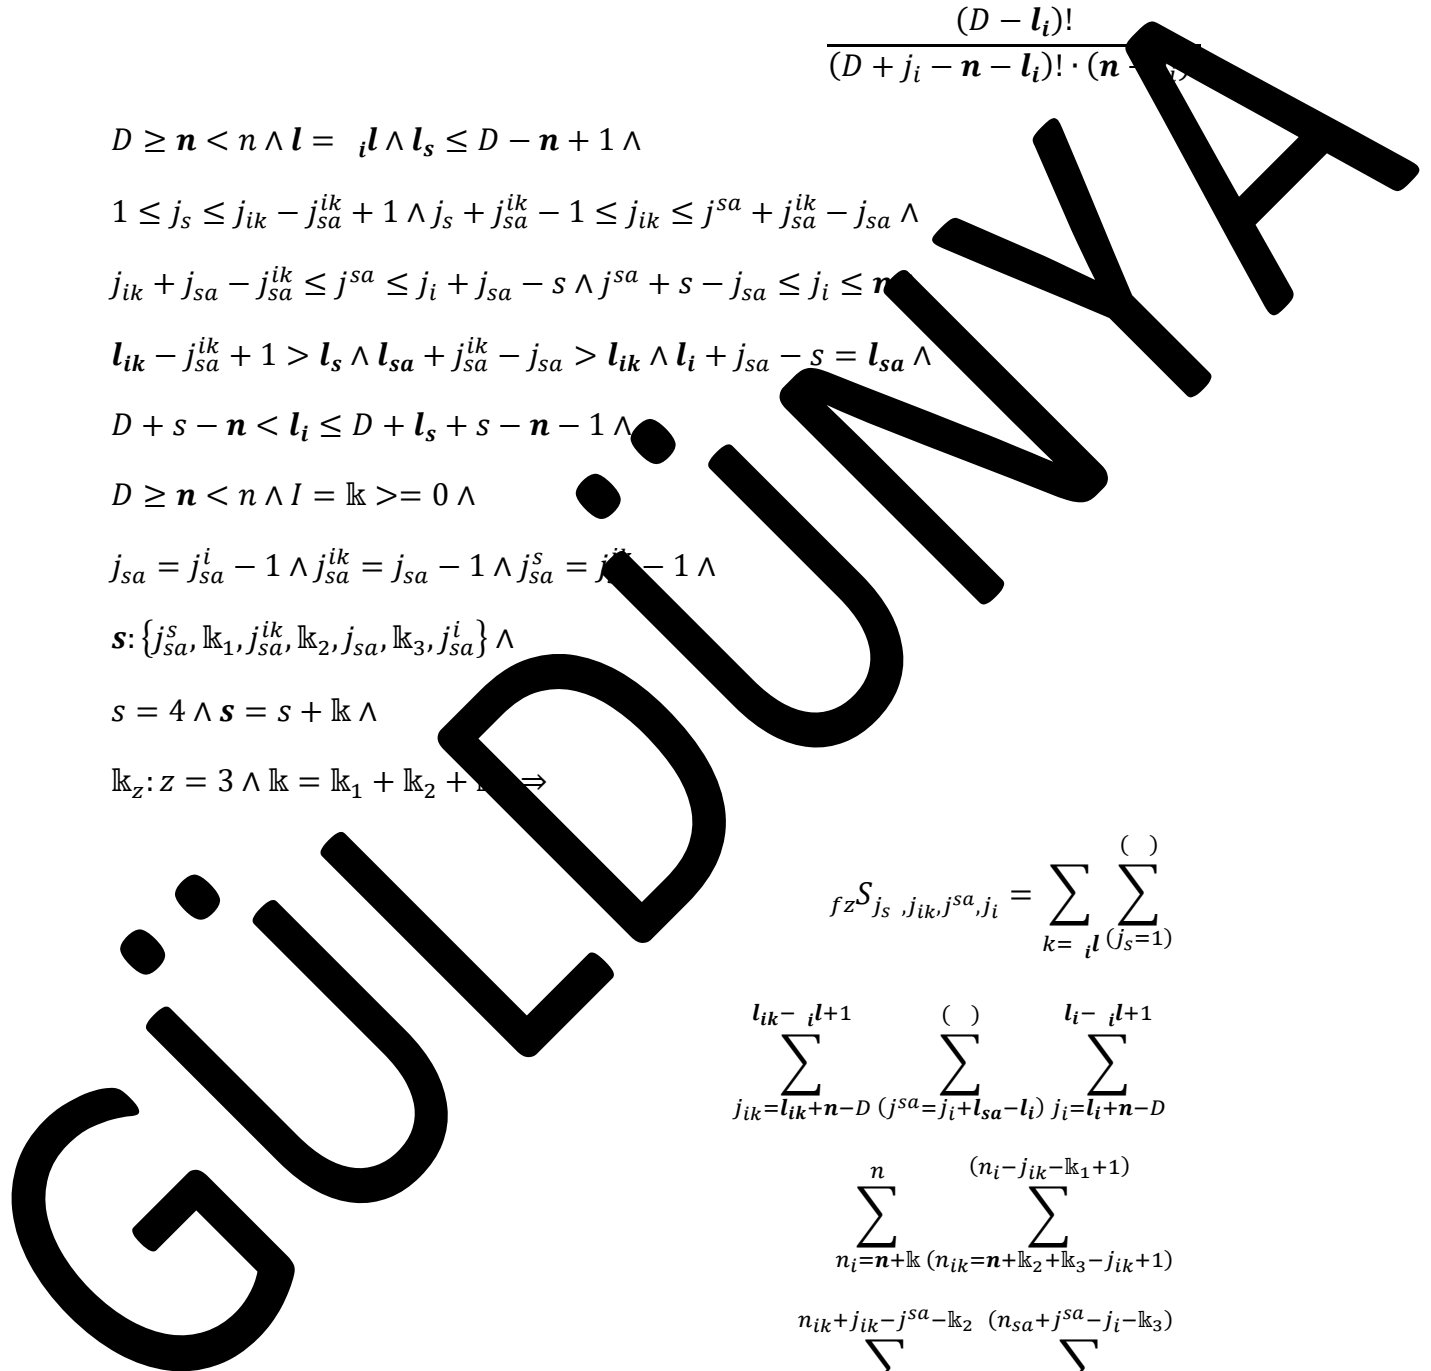 (D − l_i)!
(D + j_i − n − l_i)! · (n
D ≥ n < n ∧ l = _il ∧ l_s ≤ D − n + 1 ∧
1 ≤ j_s ≤ j_ik − j_sa^ik + 1 ∧ j_s + j_sa^ik − 1 ≤ j_ik ≤ j^sa + j_sa^ik − j_sa ∧
j_ik + j_sa − j_sa^ik ≤ j^sa ≤ j_i + j_sa − s ∧ j^sa + s − j_sa ≤ j_i ≤ n
l_ik − j_sa^ik + 1 > l_s ∧ l_sa + j_sa^ik − j_sa > l_ik ∧ l_i + j_sa − s = l_sa ∧
D + s − n < l_i ≤ D + l_s + s − n − 1 ∧
D ≥ n < n ∧ I = 𝕜 >= 0 ∧
j_sa = j_sa^i − 1 ∧ j_sa^ik = j_sa − 1 ∧ j_sa^s = − 1 ∧
s: {j_sa^s, 𝕜_1, j_sa^ik, 𝕜_2, j_sa, 𝕜_3, j_sa^i} ∧
s = 4 ∧ s = s + 𝕜 ∧
𝕜_z: z = 3 ∧ 𝕜 = 𝕜_1 + 𝕜_2 + ⇒
( )
_fz S_{j_s ,j_ik,j^sa,j_i} = ∑ ∑
k= _il (j_s=1)
l_ik− _il+1 ( ) l_i− _il+1
∑ ∑ ∑
j_ik=l_ik+n−D (j^sa=j_i+l_sa−l_i) j_i=l_i+n−D
n (n_i−j_ik−𝕜_1+1)
∑ ∑
n_i=n+𝕜 (n_ik=n+𝕜_2+𝕜_3−j_ik+1)
n_ik+j_ik−j^sa−𝕜_2 (n_sa+j^sa−j_i−𝕜_3)
∑ ∑
GÜLDÜNYA